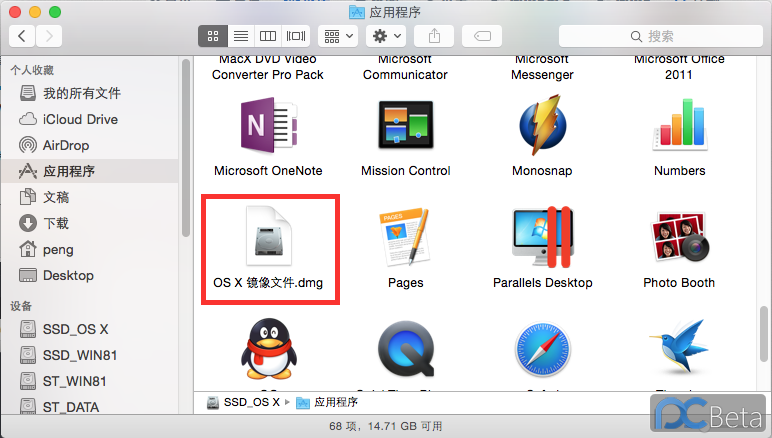 应用程序
搜索
个人收藏
我的所有文件
iCloud Drive
AirDrop
应用程序
文稿
下载
peng
Desktop
设备
SSD_OS X
SSD_WIN81
ST_WIN81
ST_DATA
MacX DVD Video
Converter Pro Pack
Microsoft
Communicator
Microsoft
Messenger
Microsoft Office
2011
Microsoft OneNote
Mission Control
Monosnap
Numbers
OS X 镜像文件.dmg
PAGES
Pages
Parallels Desktop
Photo Booth
SSD_OS X
应用程序
68 项，14.71 GB 可用
PCBeta